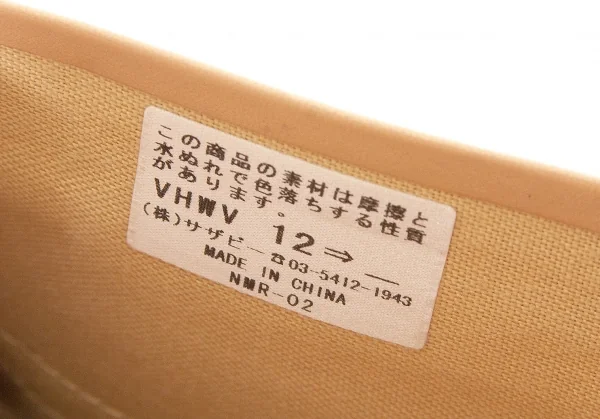 この商品の素材は摩擦と
水ぬれで色落ちする性質
があります。
VHWV 12⇒ —
(株)サザビー ☎03-5412-1943
MADE IN CHINA
NMR-02